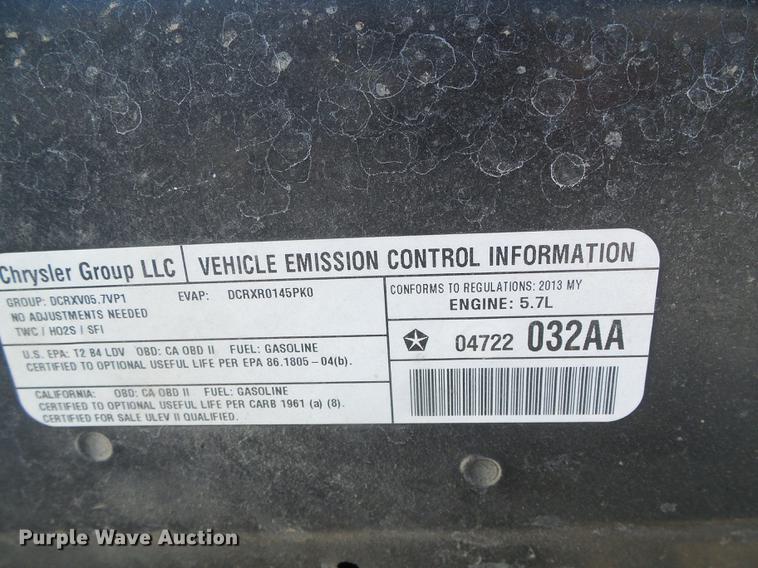 Chrysler Group LLC
VEHICLE EMISSION CONTROL INFORMATION
GROUP: DCRXV05.7VP1 EVAP: DCRXR0145PK0
NO ADJUSTMENTS NEEDED
TWC / HO2S / SFI
CONFORMS TO REGULATIONS: 2013 MY
ENGINE: 5.7L
U.S. EPA: T2 B4 LDV OBD: CA OBD II FUEL: GASOLINE
CERTIFIED TO OPTIONAL USEFUL LIFE PER EPA 86.1805-04(b).
04722 032AA
CALIFORNIA: OBD: CA OBD II FUEL: GASOLINE
CERTIFIED TO OPTIONAL USEFUL LIFE PER CARB 1961 (a) (8).
CERTIFIED FOR SALE ULEV II QUALIFIED.
Purple Wave Auction